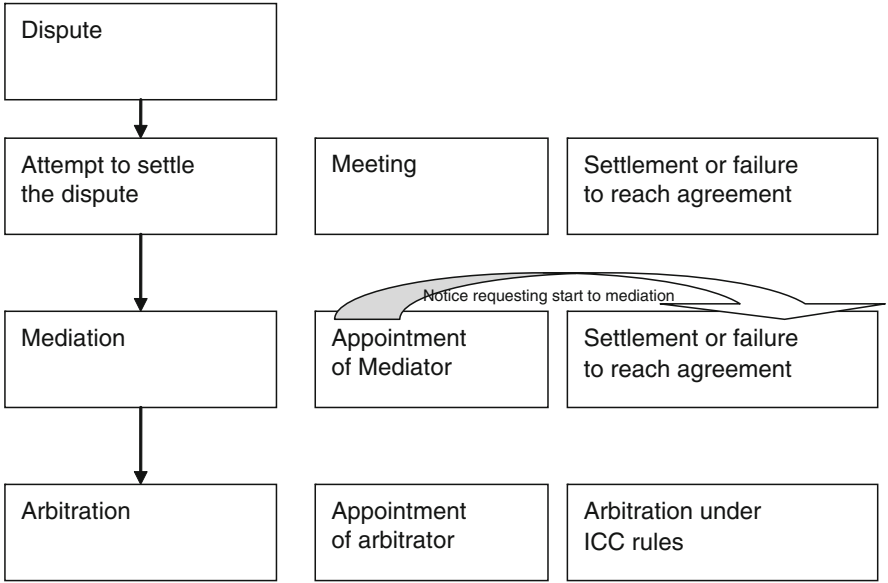 Dispute
Attempt to settle
the dispute
Meeting
Settlement or failure
to reach agreement
Notice requesting start to mediation
Mediation
Appointment
of Mediator
Settlement or failure
to reach agreement
Arbitration
Appointment
of arbitrator
Arbitration under
ICC rules